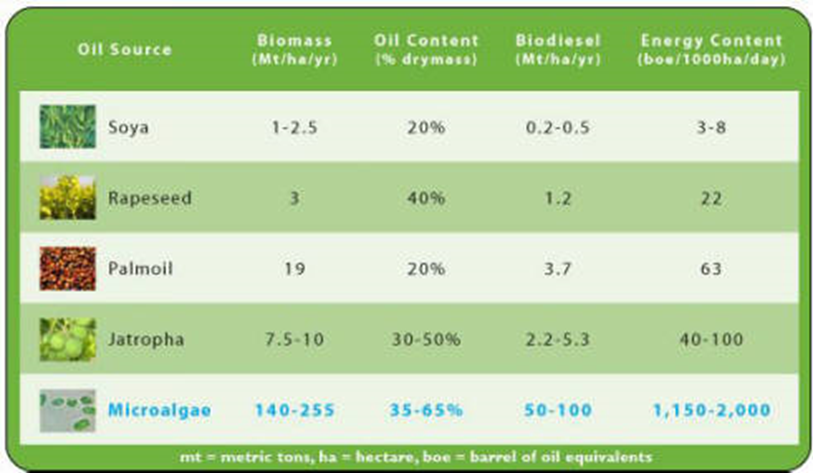 Oil Source Biomass Oil Content Biodiesel Energy Content
(Mt/ha/yr) (% drymass) (Mt/ha/yr) (boe/1000ha/day)
Soya 1-2.5 20% 0.2-0.5 3-8
Rapeseed 3 40% 1.2 22
Palmoil 19 20% 3.7 63
Jatropha 7.5-10 30-50% 2.2-5.3 40-100
Microalgae 140-255 35-65% 50-100 1,150-2,000
mt = metric tons, ha = hectare, boe = barrel of oil equivalents